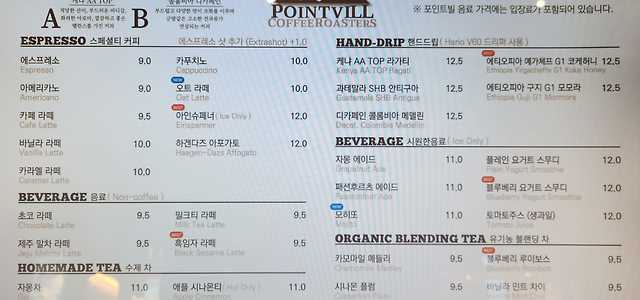 케냐 AA TOP
콜롬비아 디카페인
A
B
POINTVILL
COFFEE ROASTERS
※ 포인트빌 음료 가격에는 입장료가 포함되어 있습니다.
ESPRESSO 스페셜티 커피 에스프레소 샷 추가 (Extrashot) +1.0
에스프레소 9.0
Espresso
아메리카노 9.0
Americano
카페 라떼 9.5
Cafe Latte
바닐라 라떼 10.0
Vanilla Latte
카라멜 라떼 10.0
Caramel Latte
카푸치노 10.0
Cappuccino
NEW
오트 라떼 10.0
Oat Latte
BEST
아인슈페너 (Ice Only) 10.0
Einspanner
하겐다즈 아포가토 12.0
Haagen-Dazs Affogato
BEVERAGE 음료 (Non-coffee)
초코 라떼 9.5
Chocolate Latte
제주 말차 라떼 9.5
Jeju Matcha Latte
밀크티 라떼 9.5
Milk Tea Latte
BEST
흑임자 라떼 9.5
Black Sesame Latte
HOMEMADE TEA 수제 차
자몽차 11.0
애플 시나몬티 (Hot Only) 11.0
Apple Cinnamon
HAND-DRIP 핸드드립 (Hario V60 드리퍼 사용)
케냐 AA TOP 라가티 12.5
Kenya AA TOP Ragati
과테말라 SHB 안티구아 12.5
Guatemala SHB Antigua
디카페인 콜롬비아 메델린 12.5
Decaf. Colombia Medellin
BEST
에티오피아 예가체프 G1 코케허니 12.5
Ethiopia Yirgacheffe G1 Koke Honey
에티오피아 구지 G1 모모라 12.5
Ethiopia Guji G1 Mormora
BEVERAGE 시원한음료 (Ice Only)
자몽 에이드 11.0
Grapefruit Ade
패션후르츠 에이드 11.0
Passionfruit Ade
NEW
모히또 11.0
Mojito
플레인 요거트 스무디 12.0
Plain Yogurt Smoothie
BEST
블루베리 요거트 스무디 12.0
Blueberry Yogurt Smoothie
토마토주스 (생과일) 12.0
Tomato Juice
ORGANIC BLENDING TEA 유기농 블렌딩 차
카모마일 메들리 9.5
Chamomile Medley
시나몬 플럼 9.5
Cinnamon Plum
BEST
블루베리 루이보스 9.5
Blueberry Rooibos
바닐라 민트 차이 9.5